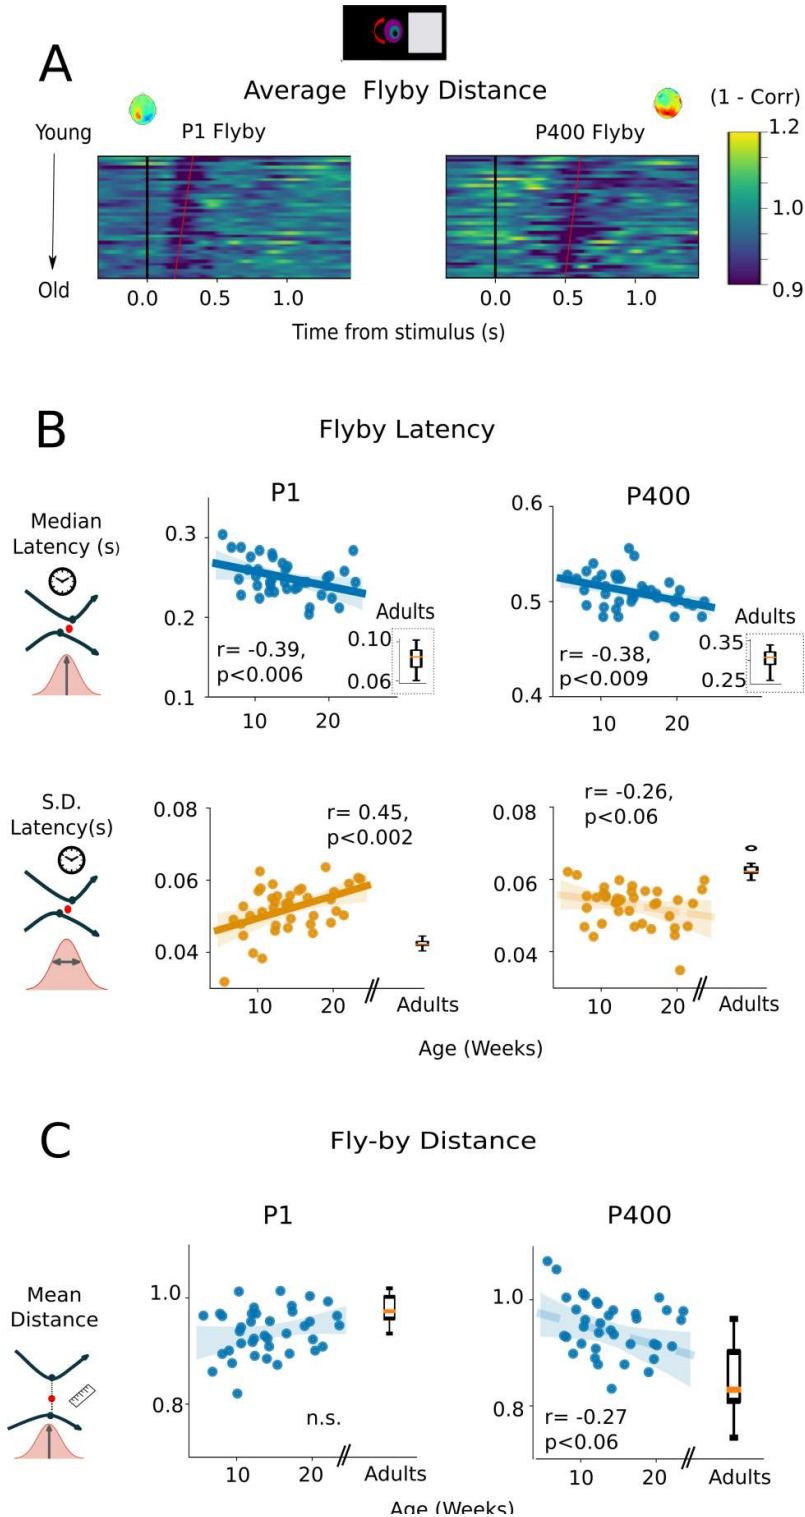 A
Average Flyby Distance
(1 - Corr)
Young
P1 Flyby
P400 Flyby
1.2
1.0
0.9
Old
0.0 0.5 1.0
0.0 0.5 1.0
Time from stimulus (s)
B
Flyby Latency
P1
P400
Median
Latency (s)
0.3
0.2
0.1
r= -0.39,
p<0.006
Adults
0.10
0.06
10 20
0.6
0.5
0.4
r= -0.38,
p<0.009
Adults
0.35
0.25
10 20
S.D.
Latency(s)
0.08
0.06
0.04
r= 0.45,
p<0.002
10 20 Adults
0.08
0.06
0.04
r= -0.26,
p<0.06
10 20 Adults
Age (Weeks)
C
Fly-by Distance
P1
P400
Mean
Distance
1.0
0.8
n.s.
10 20 Adults
1.0
0.8
r= -0.27
p<0.06
10 20 Adults
Age (Weeks)